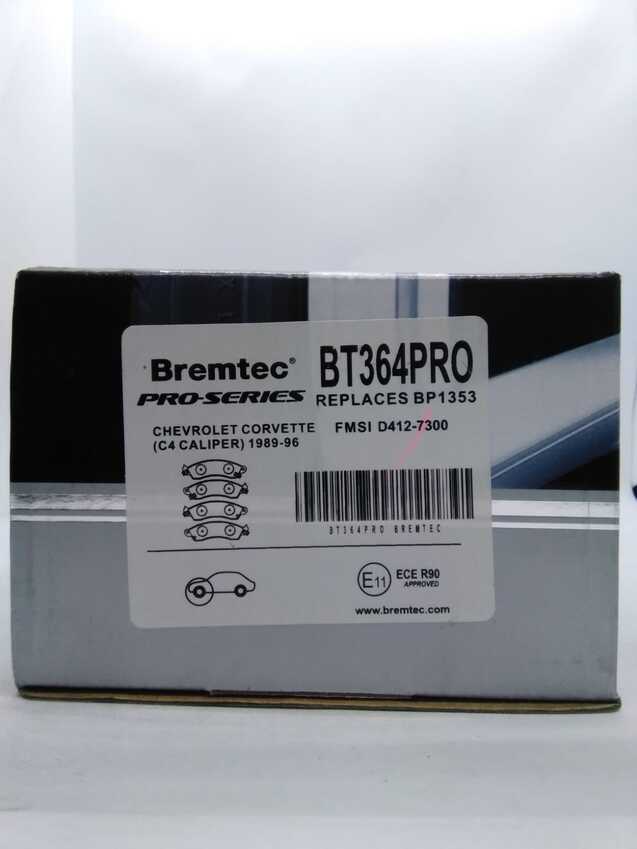 Bremtec®
PRO-SERIES
BT364PRO
REPLACES BP1353
CHEVROLET CORVETTE
(C4 CALIPER) 1989-96
FMSI D412-7300
BT364PRO BREMTEC
E11
ECE R90
APPROVED
www.bremtec.com